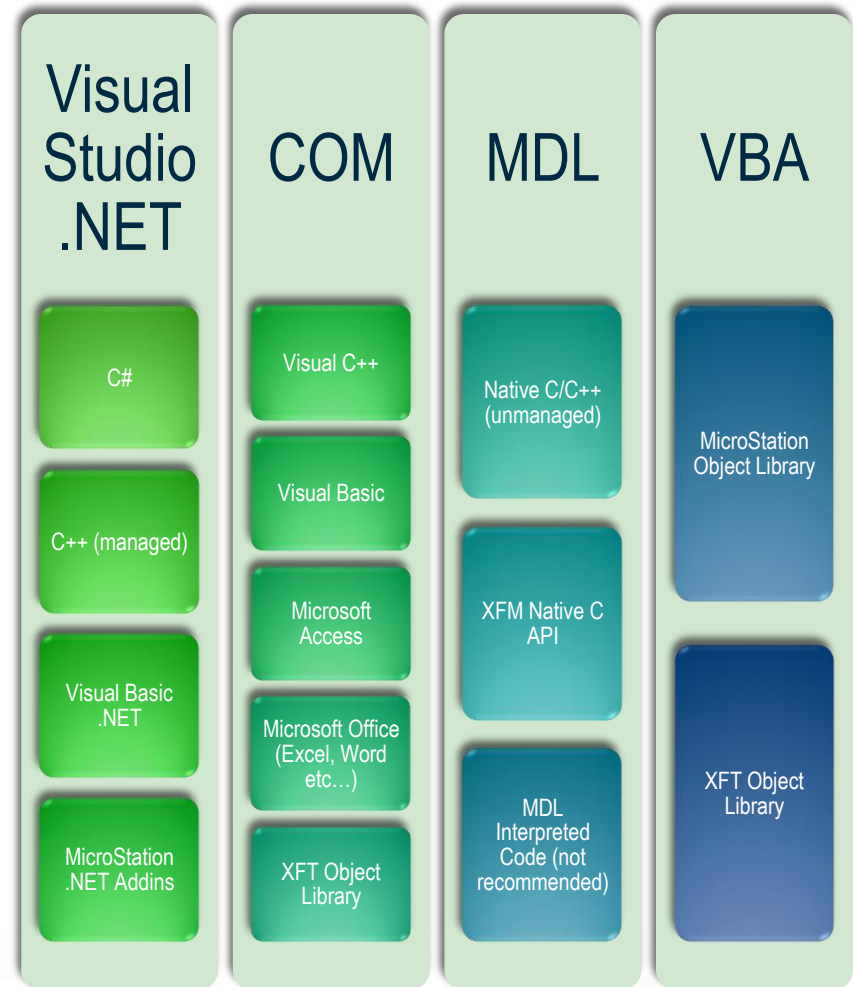 Visual
Studio
.NET
C#
C++ (managed)
Visual Basic
.NET
MicroStation
.NET Addins
COM
Visual C++
Visual Basic
Microsoft
Access
Microsoft Office
(Excel, Word
etc…)
XFT Object
Library
MDL
Native C/C++
(unmanaged)
XFM Native C
API
MDL
Interpreted
Code (not
recommended)
VBA
MicroStation
Object Library
XFT Object
Library